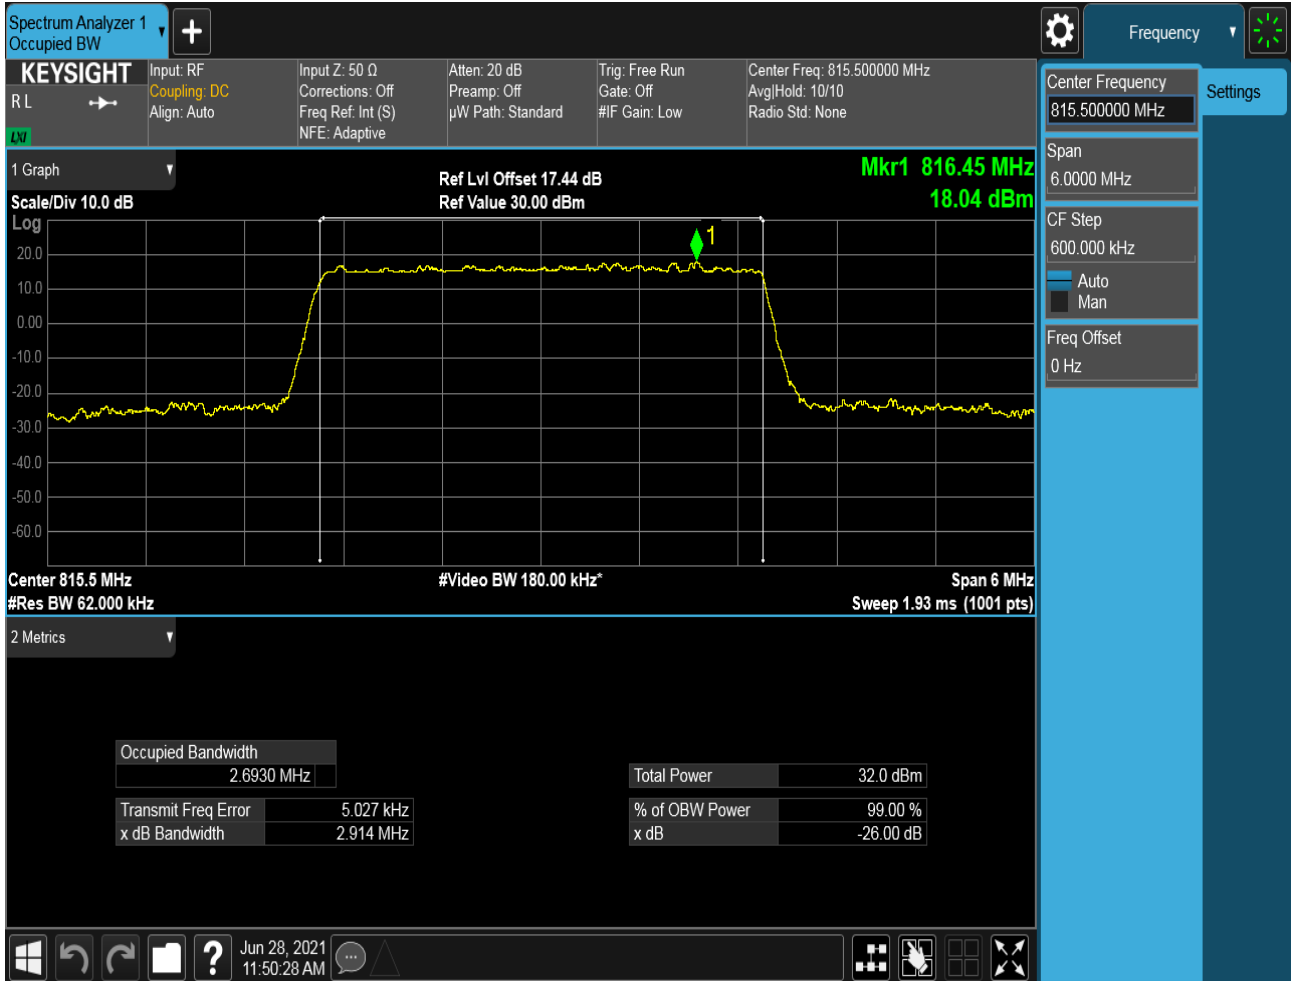 Spectrum Analyzer 1
Occupied BW
Frequency
KEYSIGHT
R L
LXI
Input: RF
Coupling: DC
Align: Auto
Input Z: 50 Ω
Corrections: Off
Freq Ref: Int (S)
NFE: Adaptive
Atten: 20 dB
Preamp: Off
µW Path: Standard
Trig: Free Run
Gate: Off
#IF Gain: Low
Center Freq: 815.500000 MHz
Avg|Hold: 10/10
Radio Std: None
Center Frequency
815.500000 MHz
Settings
Span
6.0000 MHz
CF Step
600.000 kHz
Auto
Man
Freq Offset
0 Hz
1 Graph
Scale/Div 10.0 dB
Ref Lvl Offset 17.44 dB
Ref Value 30.00 dBm
Mkr1 816.45 MHz
18.04 dBm
Log
1
20.0
10.0
0.00
-10.0
-20.0
-30.0
-40.0
-50.0
-60.0
Center 815.5 MHz
#Video BW 180.00 kHz*
Span 6 MHz
#Res BW 62.000 kHz
Sweep 1.93 ms (1001 pts)
2 Metrics
Occupied Bandwidth
2.6930 MHz
Total Power 32.0 dBm
Transmit Freq Error 5.027 kHz
% of OBW Power 99.00 %
x dB Bandwidth 2.914 MHz
x dB -26.00 dB
?
Jun 28, 2021
11:50:28 AM